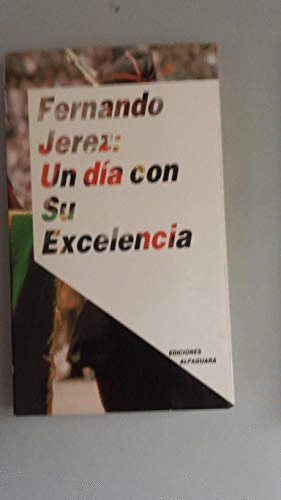 Fernando
Jerez:
Un día con
Su
Excelencia
EDICIONES
ALFAGUARA